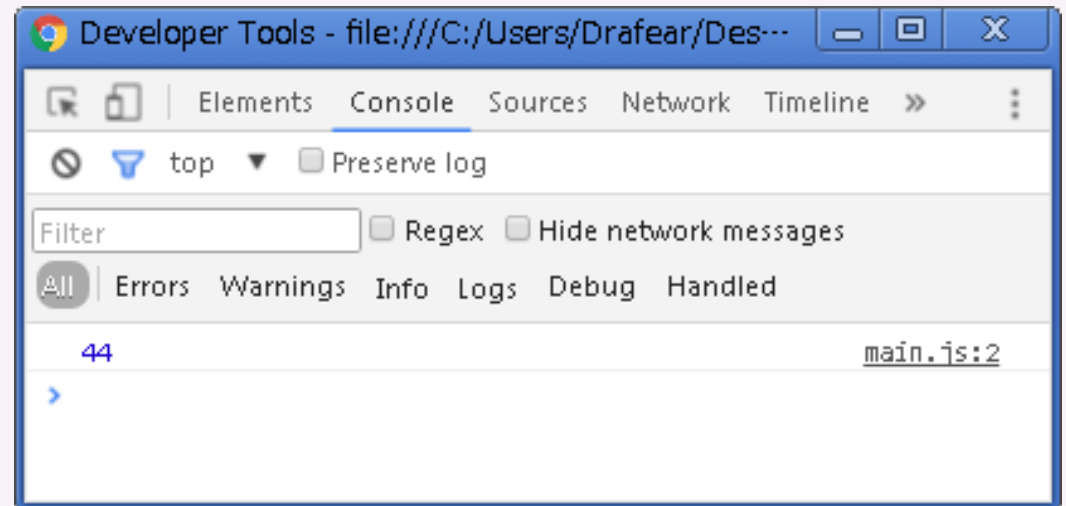 Developer Tools - file:///C:/Users/Drafear/Des...
Elements Console Sources Network Timeline »
top ▼ Preserve log
Filter Regex Hide network messages
All Errors Warnings Info Logs Debug Handled
44 main.js:2
>